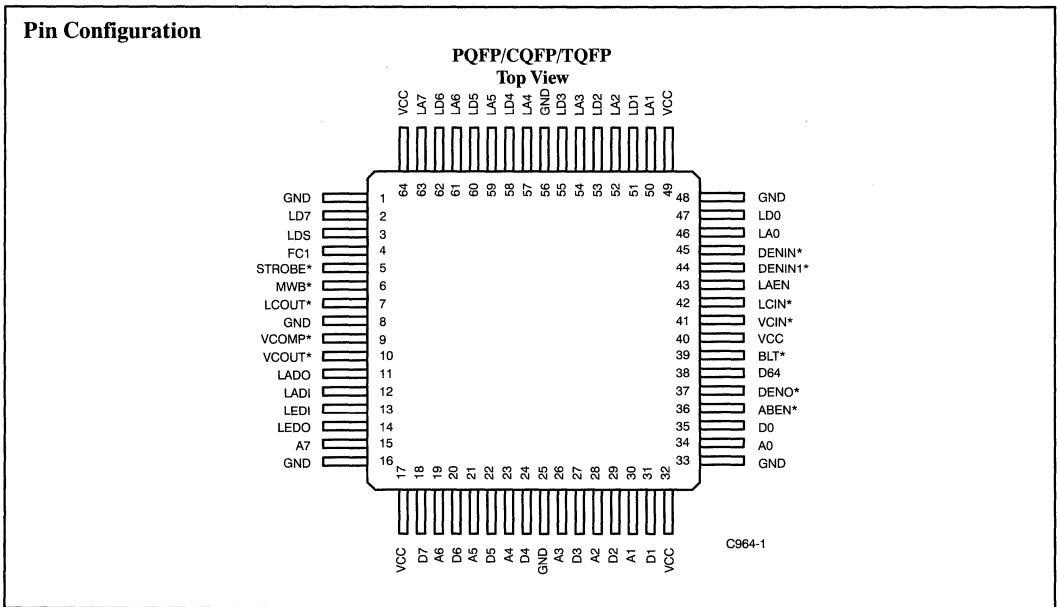 Pin Configuration
PQFP/CQFP/TQFP
Top View
VCC LA7 LD6 LA6 LD5 LA5 LD4 LA4 GND LD3 LA3 LD2 LA2 LD1 LA1 VCC
64 63 62 61 60 59 58 57 56 55 54 53 52 51 50 49
GND 1 48 GND
LD7 2 47 LD0
LDS 3 46 LA0
FC1 4 45 DENIN*
STROBE* 5 44 DENIN1*
MWB* 6 43 LAEN
LCOUT* 7 42 LCIN*
GND 8 41 VCIN*
VCOMP* 9 40 VCC
VCOUT* 10 39 BLT*
LADO 11 38 D64
LADI 12 37 DENO*
LEDI 13 36 ABEN*
LEDO 14 35 D0
A7 15 34 A0
GND 16 33 GND
17 18 19 20 21 22 23 24 25 26 27 28 29 30 31 32
VCC D7 A6 D6 A5 D5 A4 D4 GND A3 D3 A2 D2 A1 D1 VCC
C964-1